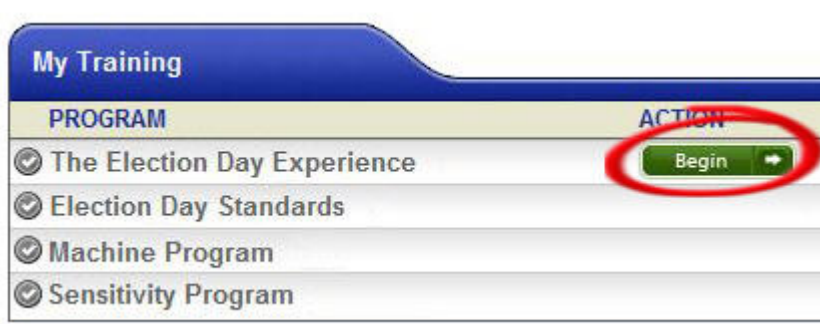 My Training
PROGRAM ACTION
The Election Day Experience Begin
Election Day Standards
Machine Program
Sensitivity Program